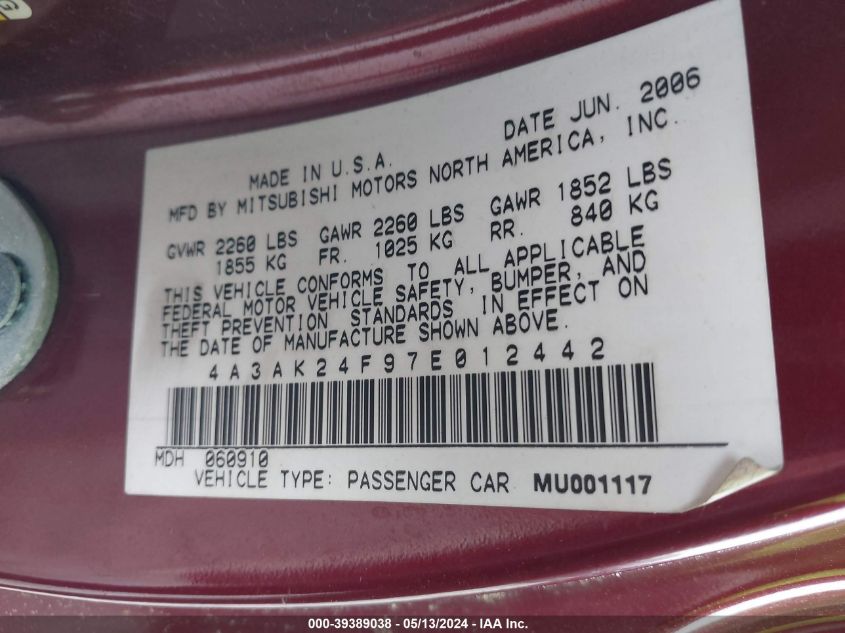 MADE IN U.S.A. DATE JUN. 2006
MFD BY MITSUBISHI MOTORS NORTH AMERICA, INC.
GVWR 2260 LBS GAWR 2260 LBS GAWR 1852 LBS
1855 KG FR. 1025 KG RR. 840 KG
THIS VEHICLE CONFORMS TO ALL APPLICABLE
FEDERAL MOTOR VEHICLE SAFETY, BUMPER, AND
THEFT PREVENTION STANDARDS IN EFFECT ON
THE DATE OF MANUFACTURE SHOWN ABOVE.
4A3AK24F97E012442
MDH 060910
VEHICLE TYPE: PASSENGER CAR MU001117
000-39389038 - 05/13/2024 - IAA Inc.